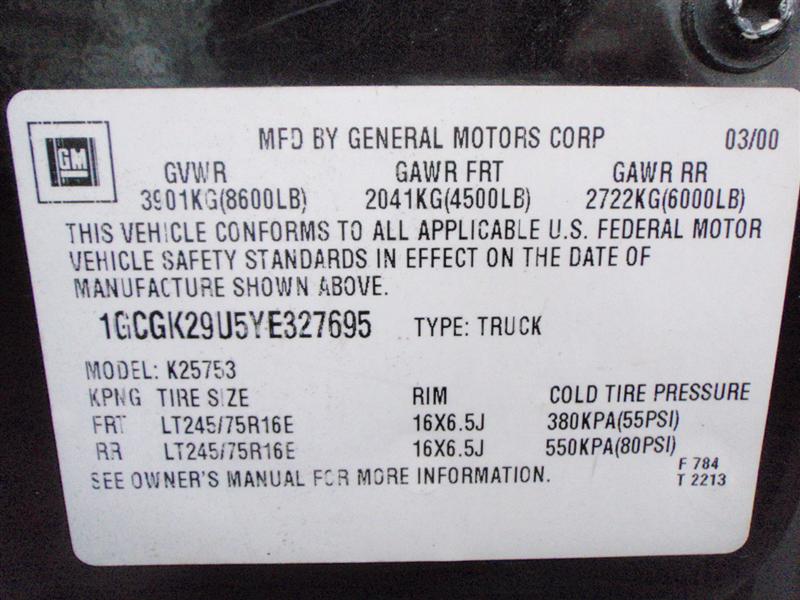 GM
MFD BY GENERAL MOTORS CORP 03/00
GVWR GAWR FRT GAWR RR
3901KG(8600LB) 2041KG(4500LB) 2722KG(6000LB)
THIS VEHICLE CONFORMS TO ALL APPLICABLE U.S. FEDERAL MOTOR
VEHICLE SAFETY STANDARDS IN EFFECT ON THE DATE OF
MANUFACTURE SHOWN ABOVE.
1GCGK29U5YE327695 TYPE: TRUCK
MODEL: K25753
KPNG TIRE SIZE RIM COLD TIRE PRESSURE
FRT LT245/75R16E 16X6.5J 380KPA(55PSI)
RR LT245/75R16E 16X6.5J 550KPA(80PSI)
SEE OWNER'S MANUAL FOR MORE INFORMATION.
F 784
T 2213